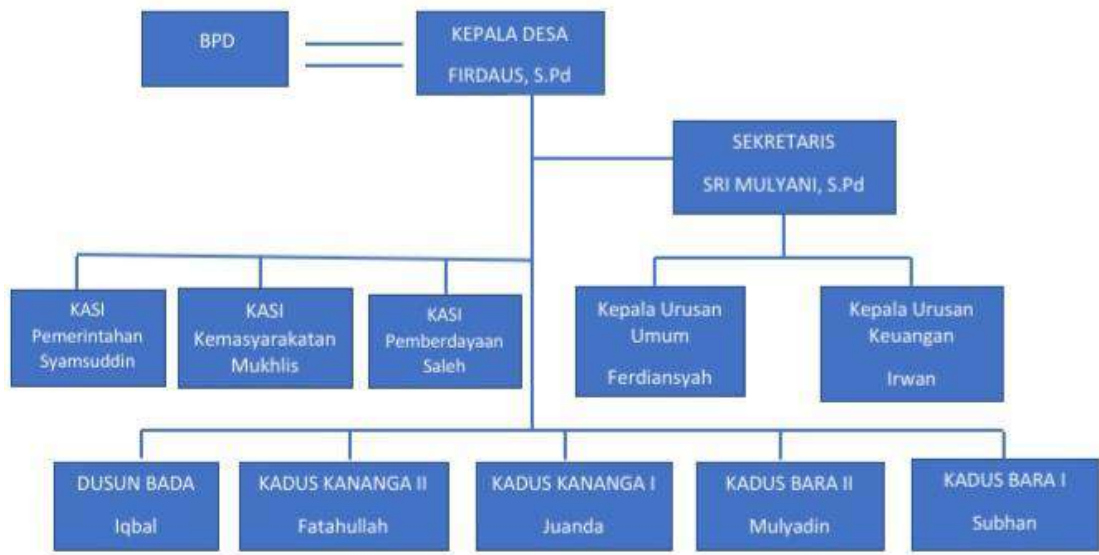 BPD
KEPALA DESA
FIRDAUS, S.Pd
SEKRETARIS
SRI MULYANI, S.Pd
KASI
Pemerintahan
Syamsuddin
KASI
Kemasyarakatan
Mukhlis
KASI
Pemberdayaan
Saleh
Kepala Urusan
Umum
Ferdiansyah
Kepala Urusan
Keuangan
Irwan
DUSUN BADA
Iqbal
KADUS KANANGA II
Fatahullah
KADUS KANANGA I
Juanda
KADUS BARA II
Mulyadin
KADUS BARA I
Subhan